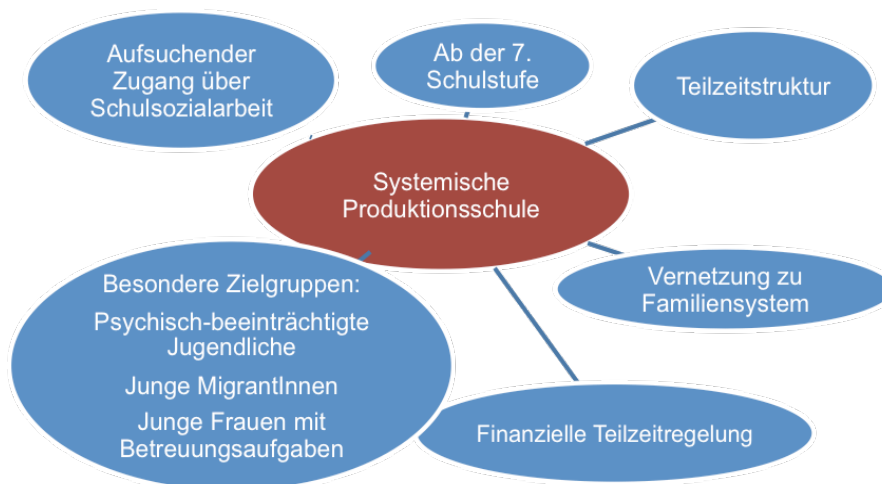 Aufsuchender
Zugang über
Schulsozialarbeit
Ab der 7.
Schulstufe
Teilzeitstruktur
Systemische
Produktionsschule
Vernetzung zu
Familiensystem
Besondere Zielgruppen:
Psychisch-beeinträchtigte
Jugendliche
Junge MigrantInnen
Junge Frauen mit
Betreuungsaufgaben
Finanzielle Teilzeitregelung